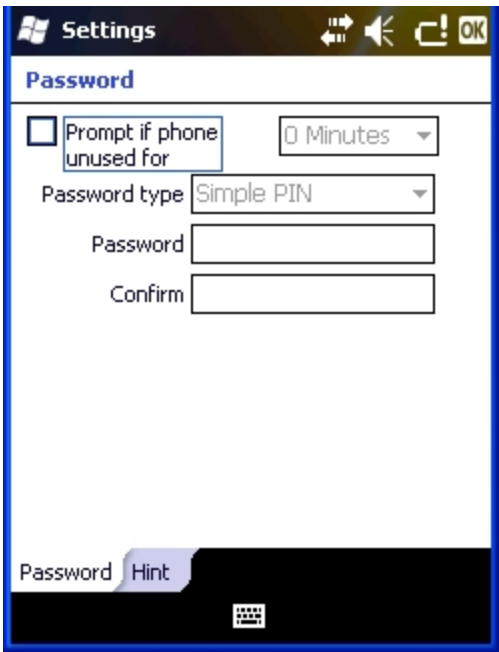 Settings
OK
Password
Prompt if phone
unused for
0 Minutes
Password type
Simple PIN
Password
Confirm
Password
Hint